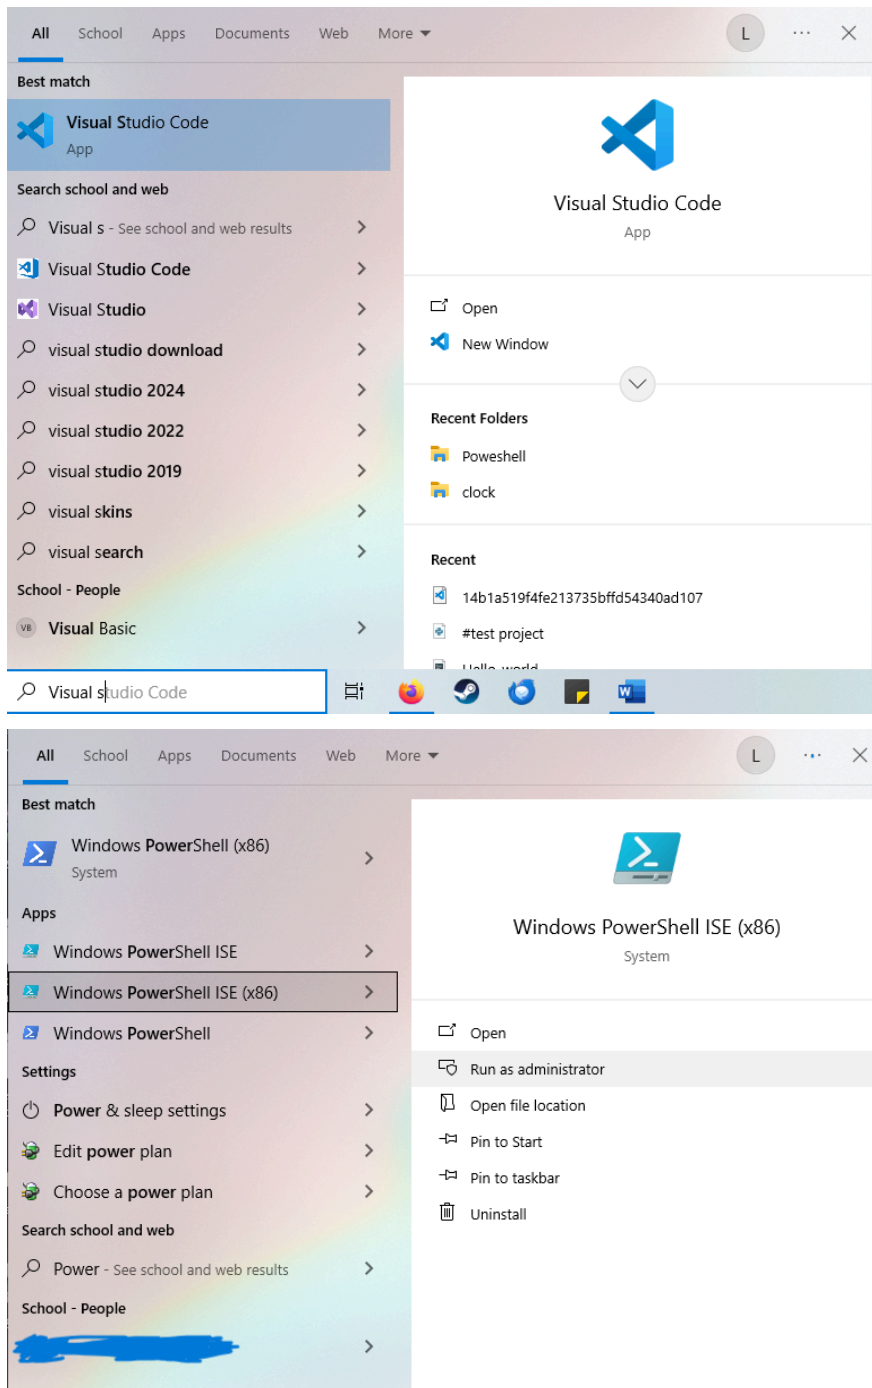 All School Apps Documents Web More L
Best match
Visual Studio Code
App
Search school and web
Visual s - See school and web results
Visual Studio Code
Visual Studio
visual studio download
visual studio 2024
visual studio 2022
visual studio 2019
visual skins
visual search
School - People
VB Visual Basic
Visual studio Code
Visual Studio Code
App
Open
New Window
Recent Folders
Poweshell
clock
Recent
14b1a519f4fe213735bffd54340ad107
#test project
Hello world
W
All School Apps Documents Web More L
Best match
Windows PowerShell (x86)
System
Apps
Windows PowerShell ISE
Windows PowerShell ISE (x86)
Windows PowerShell
Settings
Power & sleep settings
Edit power plan
Choose a power plan
Search school and web
Power - See school and web results
School - People
Windows PowerShell ISE (x86)
System
Open
Run as administrator
Open file location
Pin to Start
Pin to taskbar
Uninstall